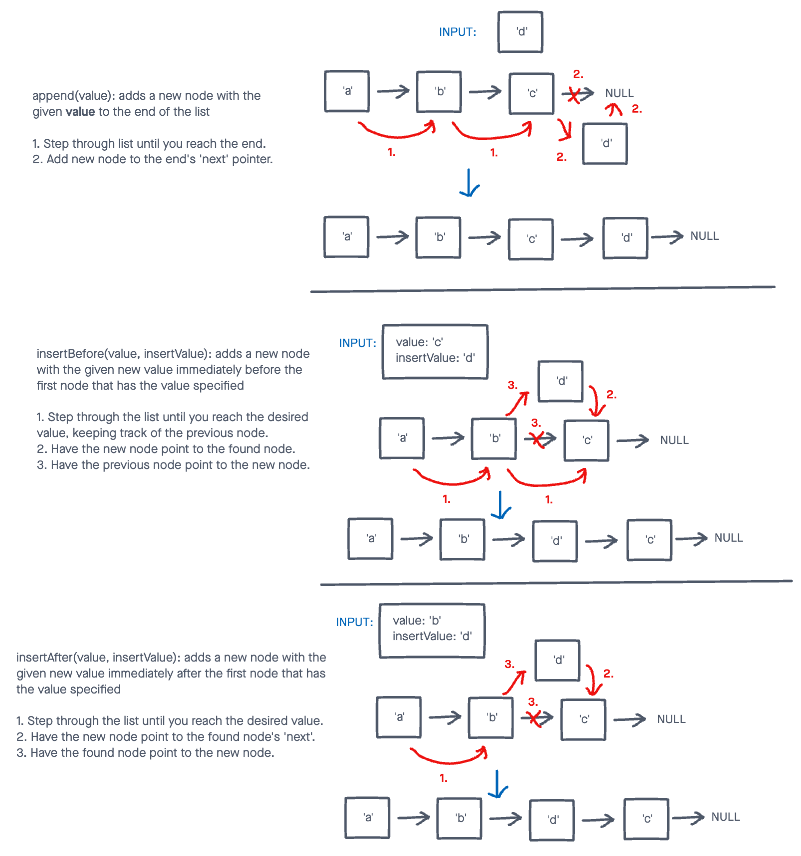 INPUT:
'd'
append(value): adds a new node with the
given value to the end of the list
1. Step through list until you reach the end.
2. Add new node to the end's 'next' pointer.
2.
'a'
'b'
'c'
NULL
2.
1.
1.
2.
'd'
'a'
'b'
'c'
'd'
NULL
insertBefore(value, insertValue): adds a new node
with the given new value immediately before the
first node that has the value specified
1. Step through the list until you reach the desired
value, keeping track of the previous node.
2. Have the new node point to the found node.
3. Have the previous node point to the new node.
INPUT:
value: 'c'
insertValue: 'd'
3.
'd'
2.
3.
'a'
'b'
'c'
NULL
1.
1.
'a'
'b'
'd'
'c'
NULL
insertAfter(value, insertValue): adds a new node with the
given new value immediately after the first node that has
the value specified
1. Step through the list until you reach the desired value.
2. Have the new node point to the found node's 'next'.
3. Have the found node point to the new node.
INPUT:
value: 'b'
insertValue: 'd'
3.
'd'
2.
3.
'a'
'b'
'c'
NULL
1.
'a'
'b'
'd'
'c'
NULL